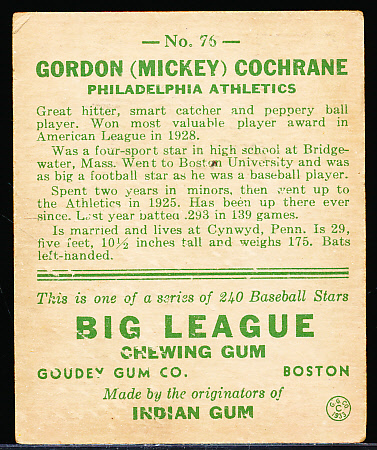 — No. 76 —
GORDON (MICKEY) COCHRANE
PHILADELPHIA ATHLETICS
Great hitter, smart catcher and peppery ball
player. Won most valuable player award in
American League in 1928.
Was a four-sport star in high school at Bridge-
water, Mass. Went to Boston University and was
as big a football star as he was a baseball player.
Spent two years in minors, then went up to
the Athletics in 1925. Has been up there ever
since. Last year batted .293 in 139 games.
Is married and lives at Cynwyd, Penn. Is 29,
five feet, 10½ inches tall and weighs 175. Bats
left-handed.
This is one of a series of 240 Baseball Stars
BIG LEAGUE
CHEWING GUM
GOUDEY GUM CO. BOSTON
Made by the originators of
INDIAN GUM
G.G.CO.
C
1933